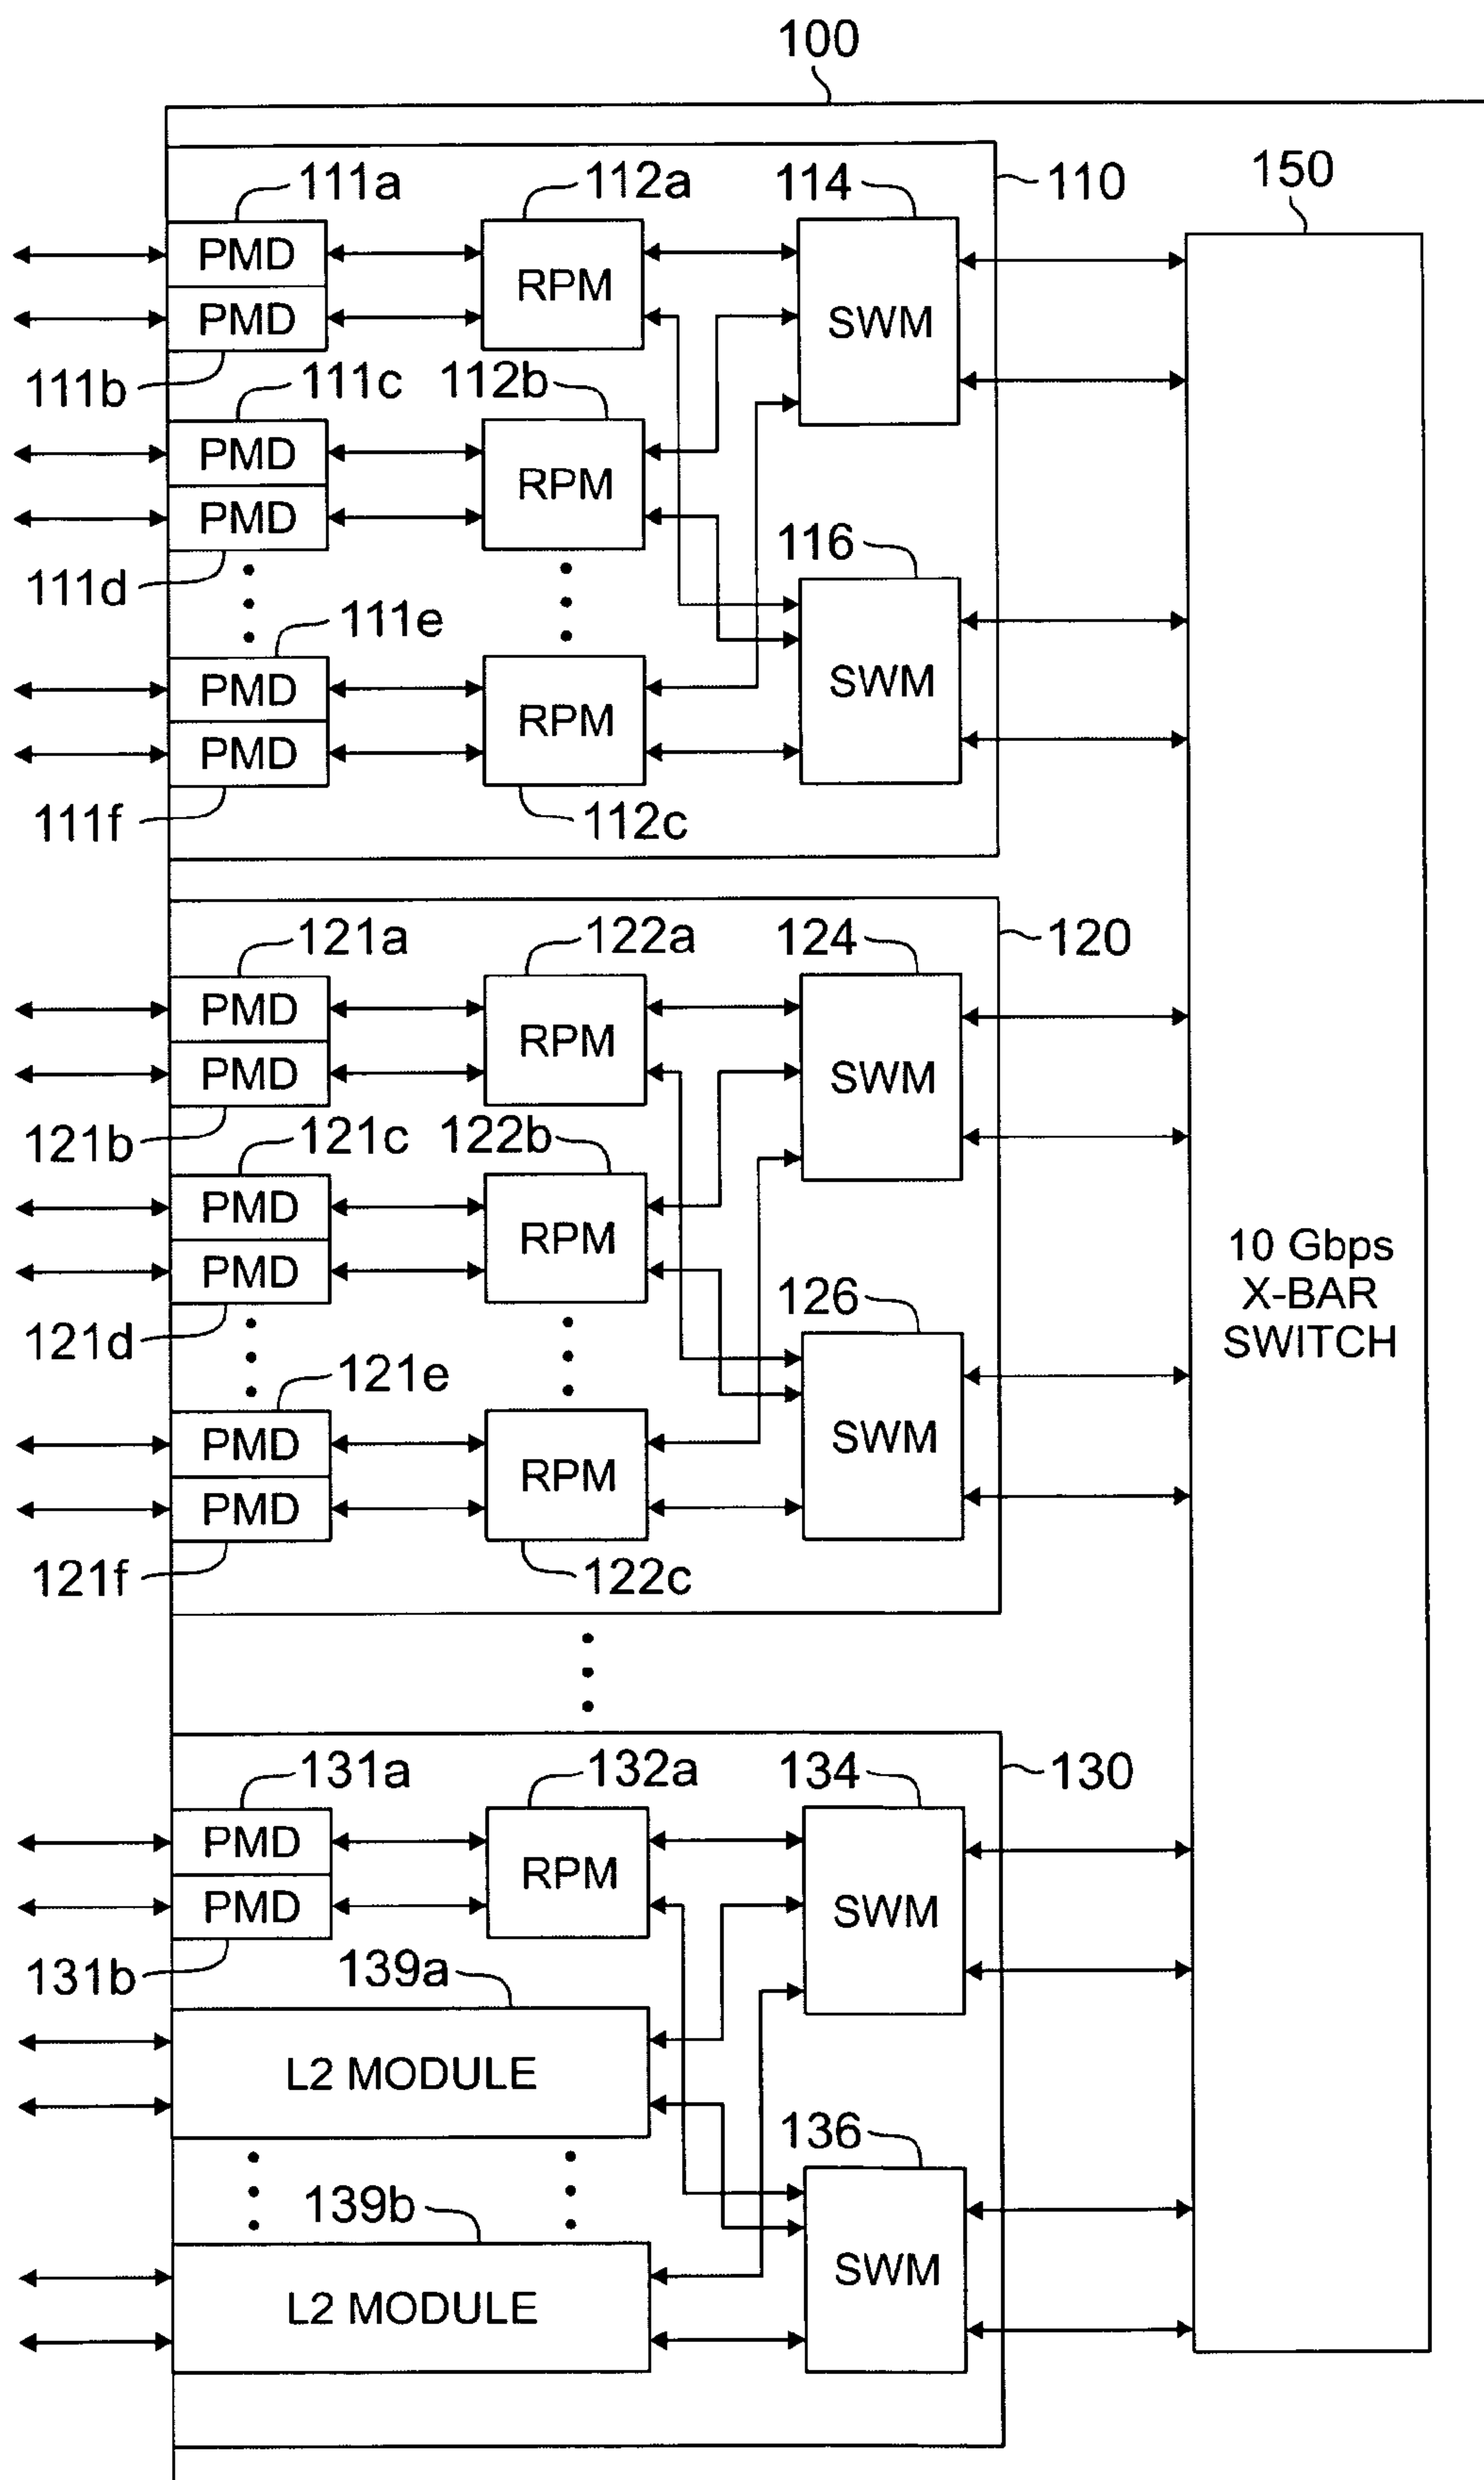 100
111a
112a
114
110
150
PMD
RPM
SWM
PMD
111b
111c
112b
PMD
RPM
PMD
111d
116
111e
PMD
RPM
SWM
PMD
111f
112c
121a
122a
124
120
PMD
RPM
SWM
PMD
121b
121c
122b
PMD
RPM
PMD
10 Gbps
X-BAR
SWITCH
121d
126
121e
PMD
RPM
SWM
PMD
121f
122c
131a
132a
134
130
PMD
RPM
SWM
PMD
131b
139a
L2 MODULE
136
139b
SWM
L2 MODULE